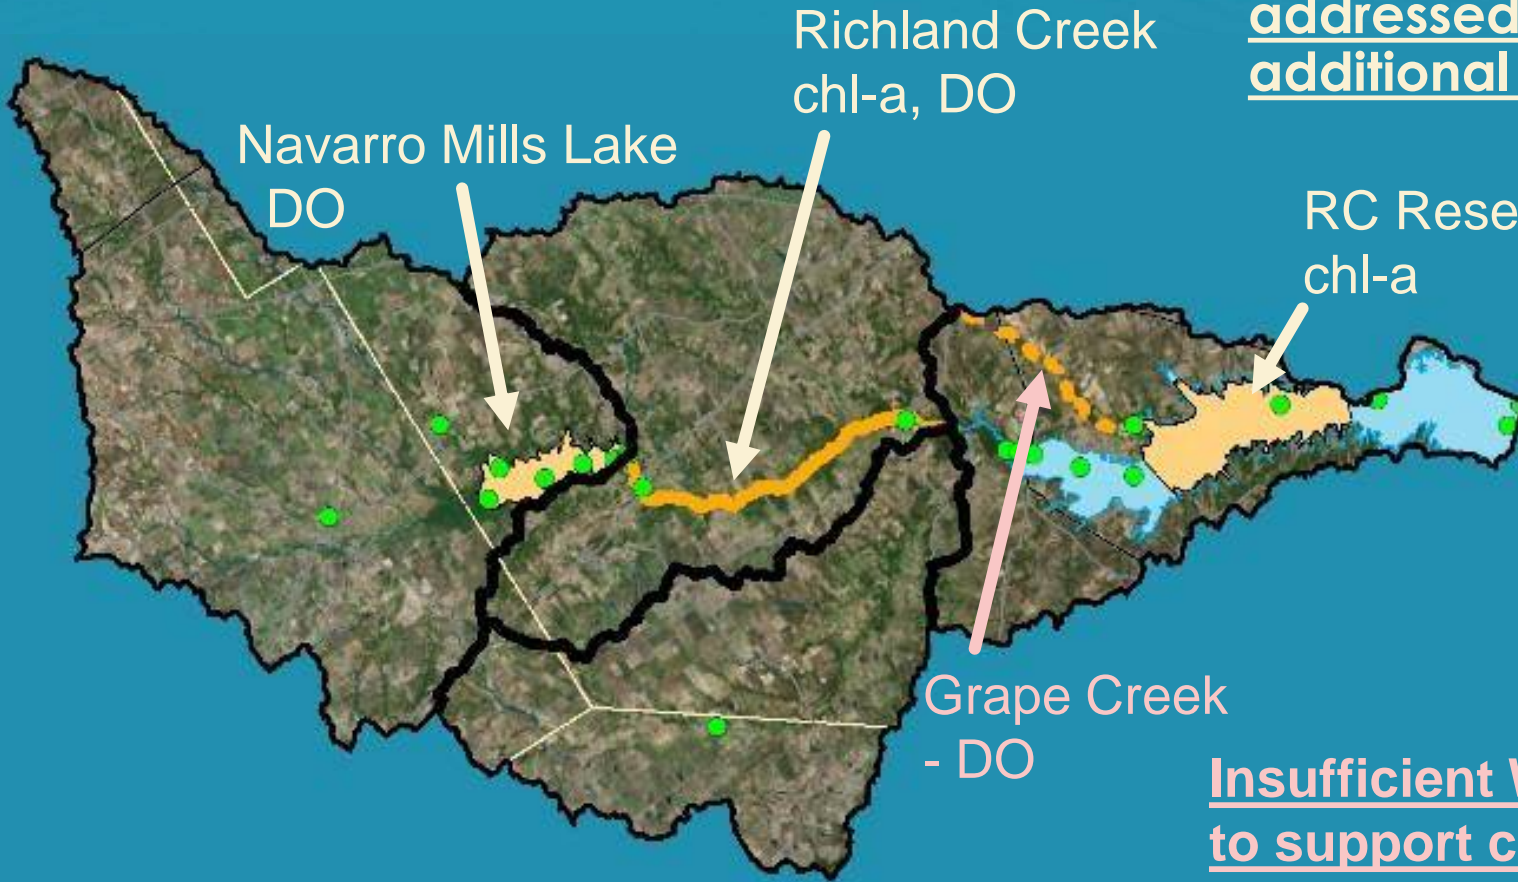 addressed
additional
Richland Creek
chl-a, DO
Navarro Mills Lake
DO
RC Rese
chl-a
Grape Creek
- DO
Insufficient
to support c